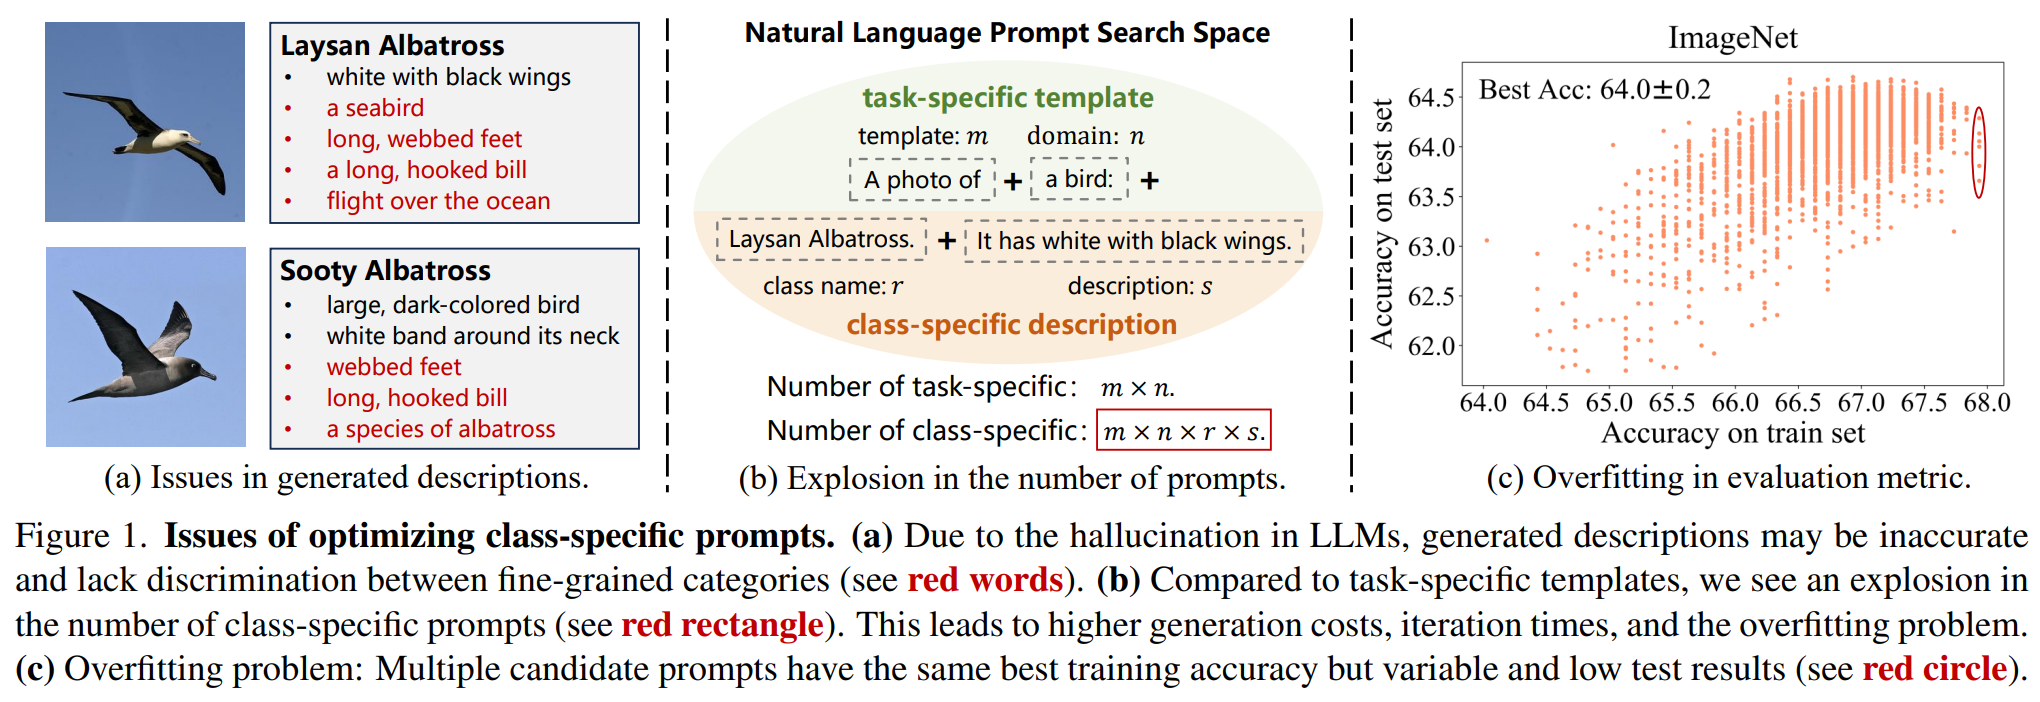 Laysan Albatross
• white with black wings
• a seabird
• long, webbed feet
• a long, hooked bill
• flight over the ocean
Sooty Albatross
• large, dark-colored bird
• white band around its neck
• webbed feet
• long, hooked bill
• a species of albatross
(a) Issues in generated descriptions.
Natural Language Prompt Search Space
task-specific template
template: m domain: n
A photo of + a bird: +
Laysan Albatross. + It has white with black wings.
class name: r description: s
class-specific description
Number of task-specific: m × n.
Number of class-specific: m × n × r × s.
(b) Explosion in the number of prompts.
ImageNet
Best Acc: 64.0±0.2
Accuracy on test set
64.5
64.0
63.5
63.0
62.5
62.0
64.0 64.5 65.0 65.5 66.0 66.5 67.0 67.5 68.0
Accuracy on train set
(c) Overfitting in evaluation metric.
Figure 1. Issues of optimizing class-specific prompts. (a) Due to the hallucination in LLMs, generated descriptions may be inaccurate
and lack discrimination between fine-grained categories (see red words). (b) Compared to task-specific templates, we see an explosion in
the number of class-specific prompts (see red rectangle). This leads to higher generation costs, iteration times, and the overfitting problem.
(c) Overfitting problem: Multiple candidate prompts have the same best training accuracy but variable and low test results (see red circle).